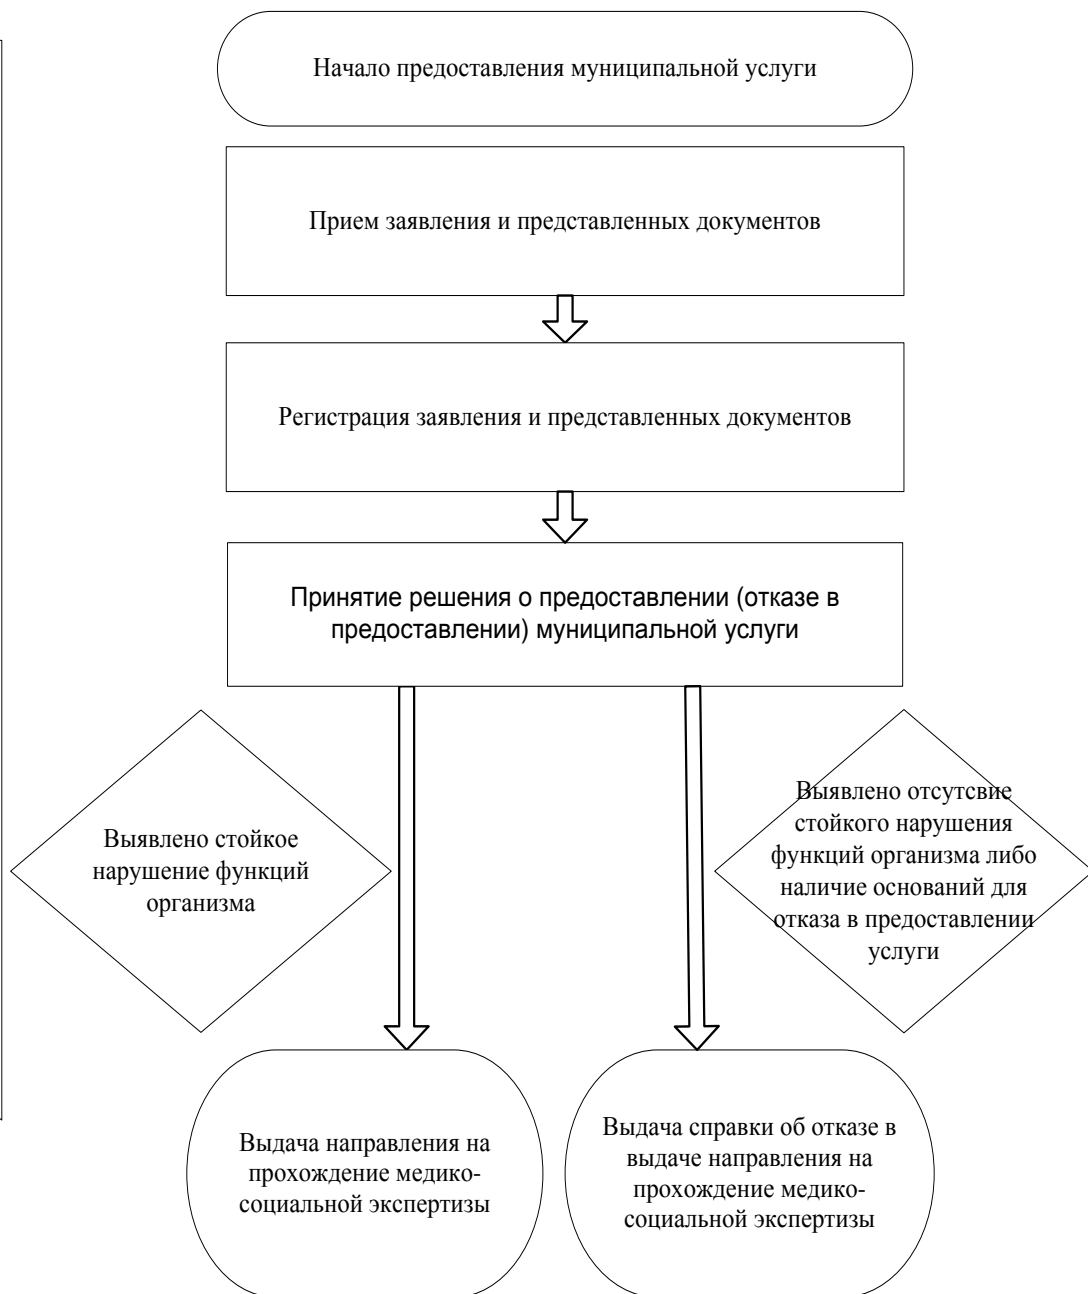 Начало предоставления муниципальной услуги
Прием заявления и представленных документов
Регистрация заявления и представленных документов
Принятие решения о предоставлении (отказе в
предоставлении) муниципальной услуги
Выявлено стойкое
нарушение функций
организма
Выявлено отсутсвие
стойкого нарушения
функций организма либо
наличие оснований для
отказа в предоставлении
услуги
Выдача направления на
прохождение медико-
социальной экспертизы
Выдача справки об отказе в
выдаче направления на
прохождение медико-
социальной экспертизы